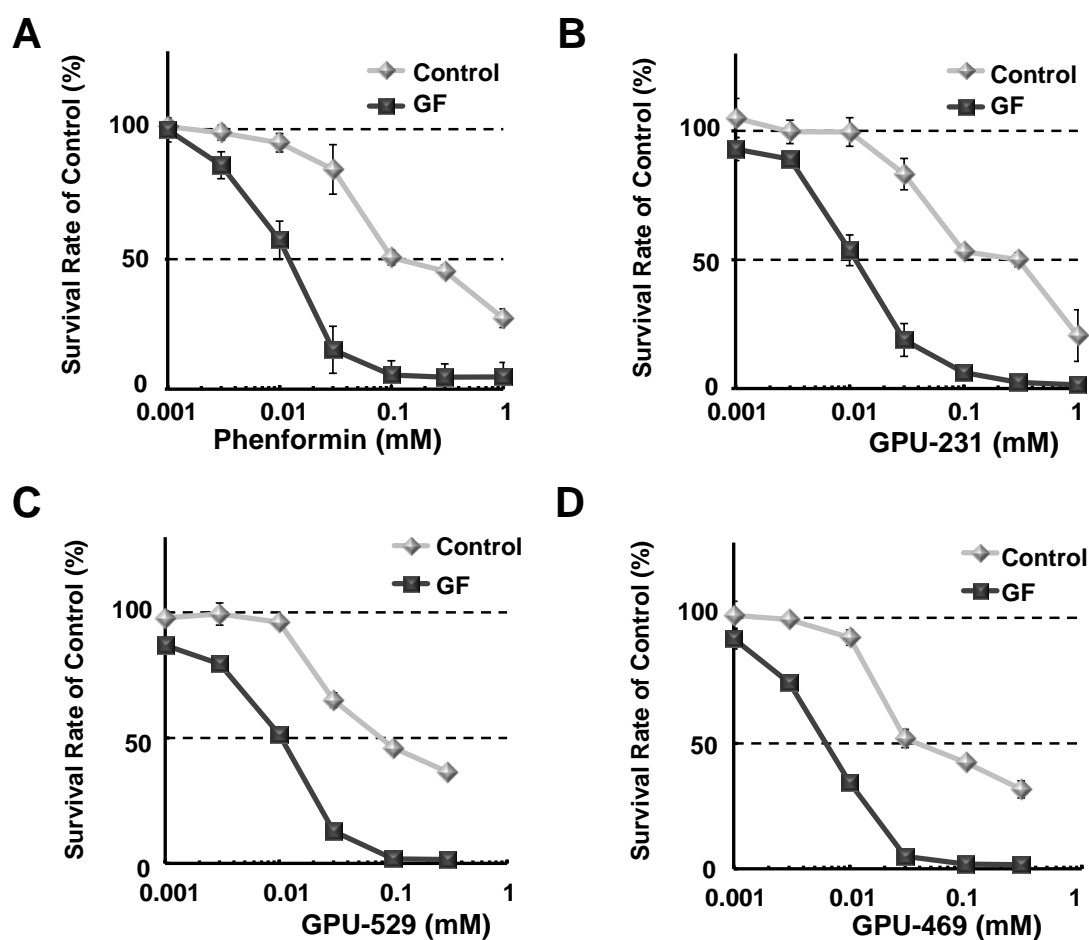 A
Survival Rate of Control (%)
Control
GF
100
50
0
0.001 0.01 0.1 1
Phenformin (mM)
B
Survival Rate of Control (%)
Control
GF
100
50
0
0.001 0.01 0.1 1
GPU-231 (mM)
C
Survival Rate of Control (%)
Control
GF
100
50
0
0.001 0.01 0.1 1
GPU-529 (mM)
D
Survival Rate of Control (%)
Control
GF
100
50
0
0.001 0.01 0.1 1
GPU-469 (mM)